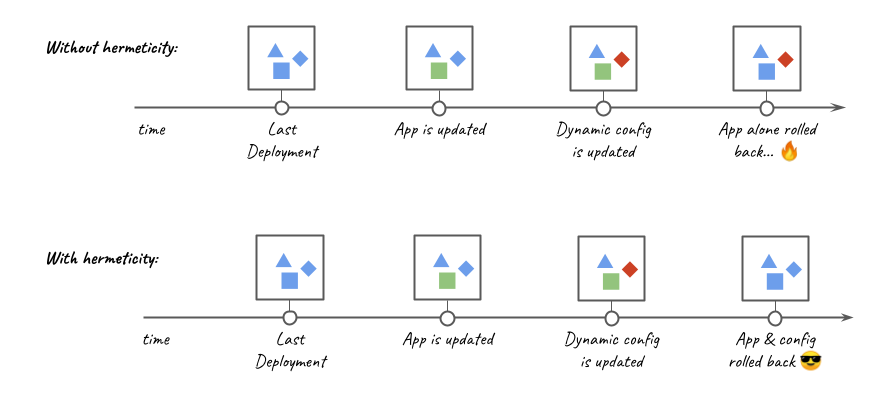 Without hermeticity:
time
Last
Deployment
App is updated
Dynamic config
is updated
App alone rolled
back... 🔥
With hermeticity:
time
Last
Deployment
App is updated
Dynamic config
is updated
App & config
rolled back 😎